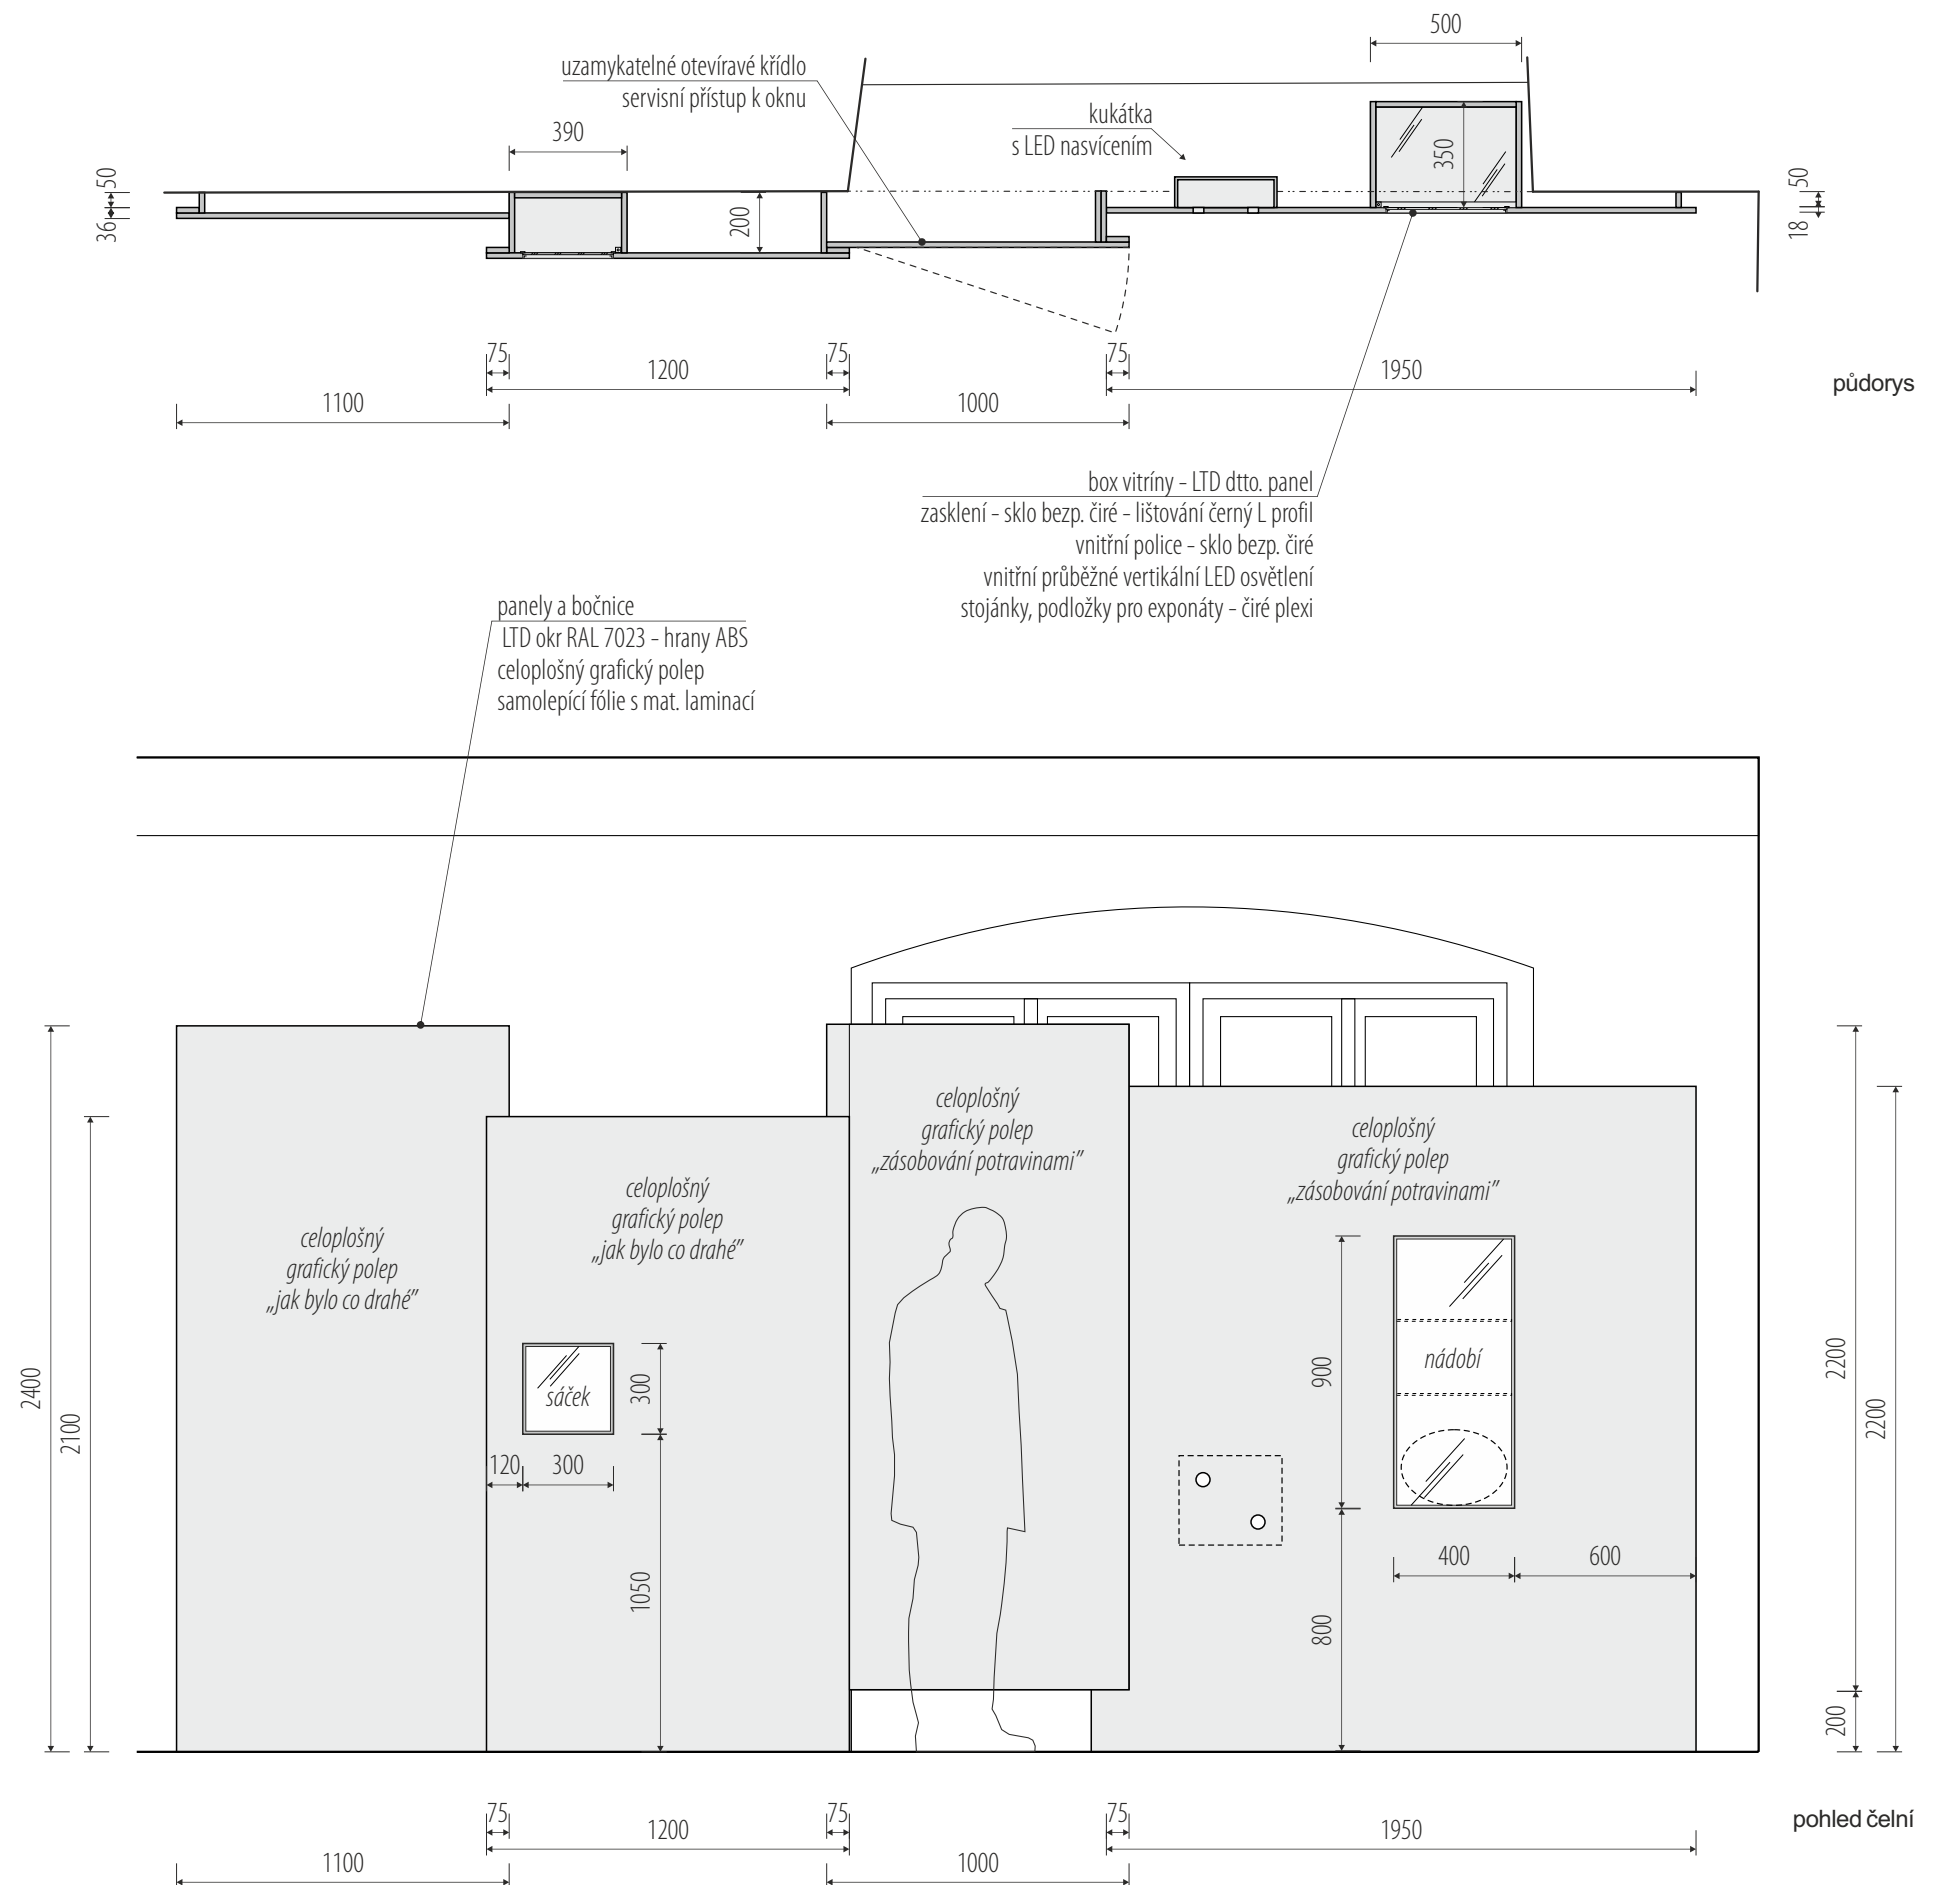 500
uzamykatelné otevíravé křídlo
servisní přístup k oknu
kukátka
s LED nasvícením
390
350
50
36
200
50
18
75
75
75
1200
1950
1100
1000
půdorys
box vitríny - LTD dtto. panel
zasklení - sklo bezp. čiré - lištování černý L profil
vnitřní police - sklo bezp. čiré
vnitřní průběžné vertikální LED osvětlení
stojánky, podložky pro exponáty - čiré plexi
panely a bočnice
LTD okr RAL 7023 - hrany ABS
celoplošný grafický polep
samolepící fólie s mat. laminací
celoplošný
grafický polep
„zásobování potravinami”
celoplošný
grafický polep
„zásobování potravinami”
celoplošný
grafický polep
„jak bylo co drahé”
celoplošný
grafický polep
„jak bylo co drahé”
2400
2100
sáček
300
120
300
1050
900
nádobí
400
600
800
2200
2200
200
75
75
75
1200
1950
1100
1000
pohled čelní